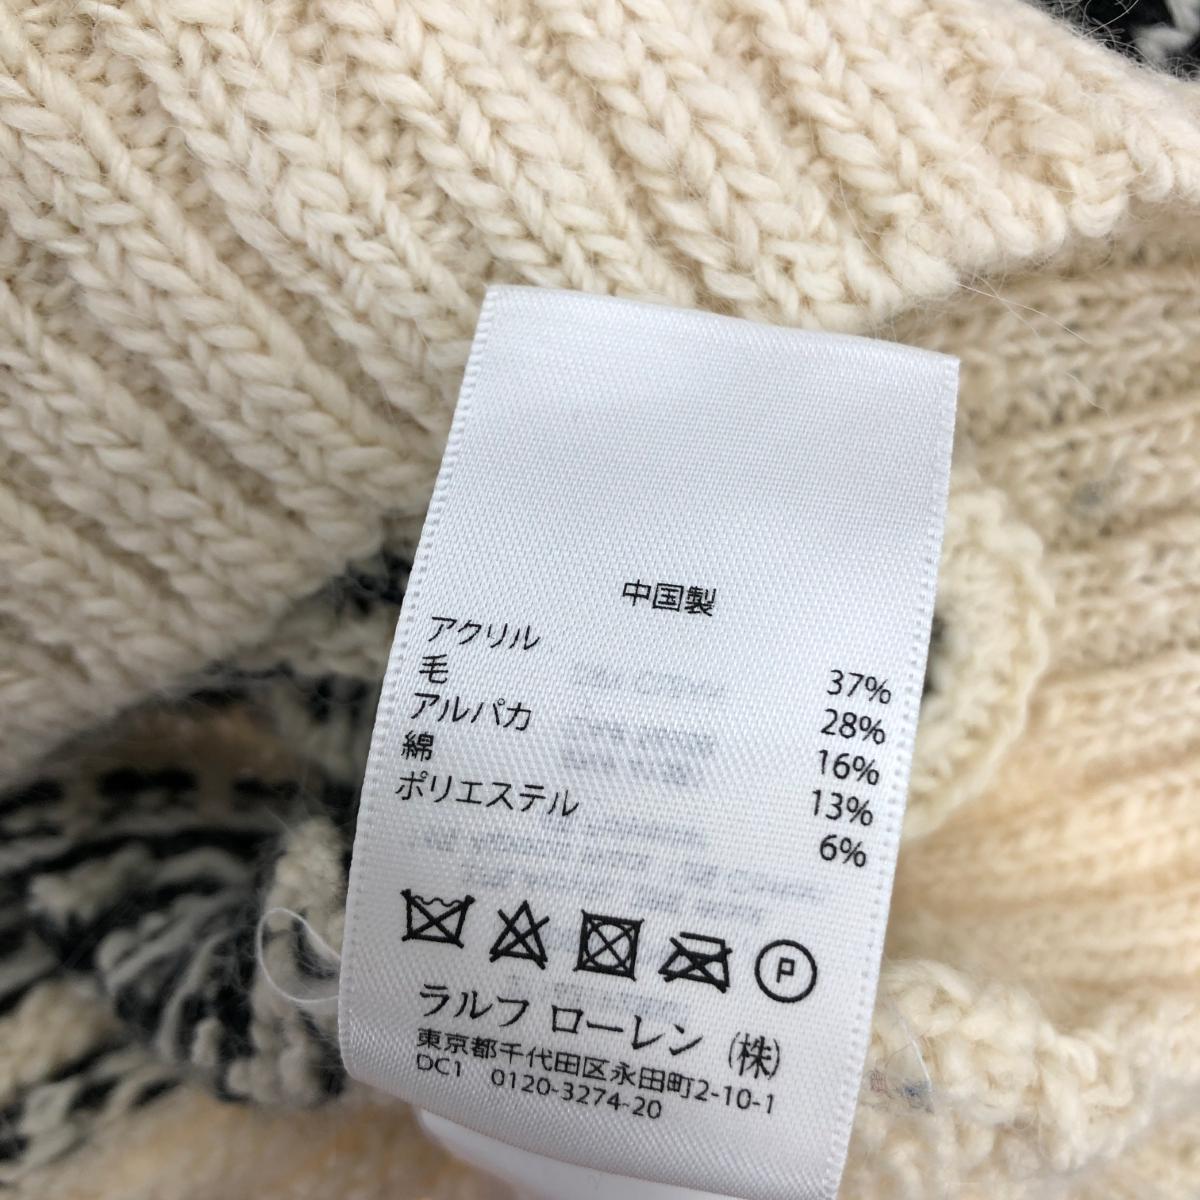 中国製
アクリル 37%
毛 28%
アルパカ 16%
綿 13%
ポリエステル 6%
P
ラルフ ローレン (株)
東京都千代田区永田町2-10-1
DC1 0120-3274-20